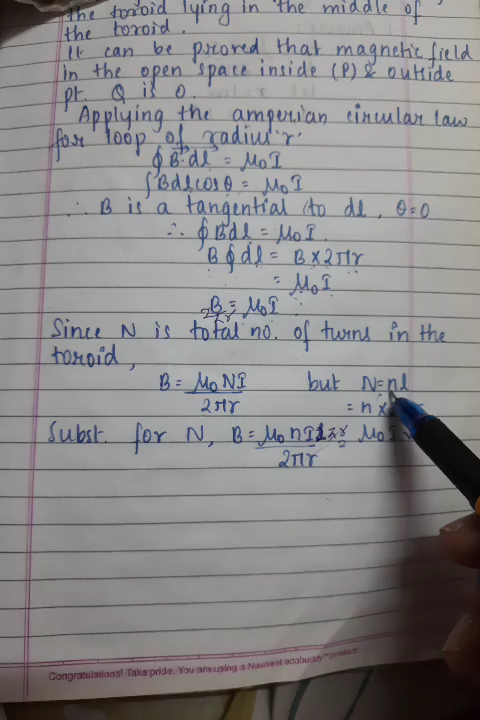 the toroid lying in the middle of
the toroid.
It can be proved that magnetic field
in the open space inside (P) & outside
pt. Q is 0.
Applying the amperian circular law
for loop of radius 'r'
∮B⃗.dl⃗ = μ₀I
∫Bdlcosθ = μ₀I
∴ B is a tangential to dl, θ=0
∴ ∮Bdl = μ₀I.
B∮dl = B×2πr
= μ₀I
B = μ₀I
2πr
Since N is total no. of turns in the
toroid,
B = μ₀NI / 2πr but N=nl
= n ×
Subst. for N, B = μ₀nI / 2πr = μ₀I
Congratulations! Take pride. You are using a Navneet ecobuddy™ product